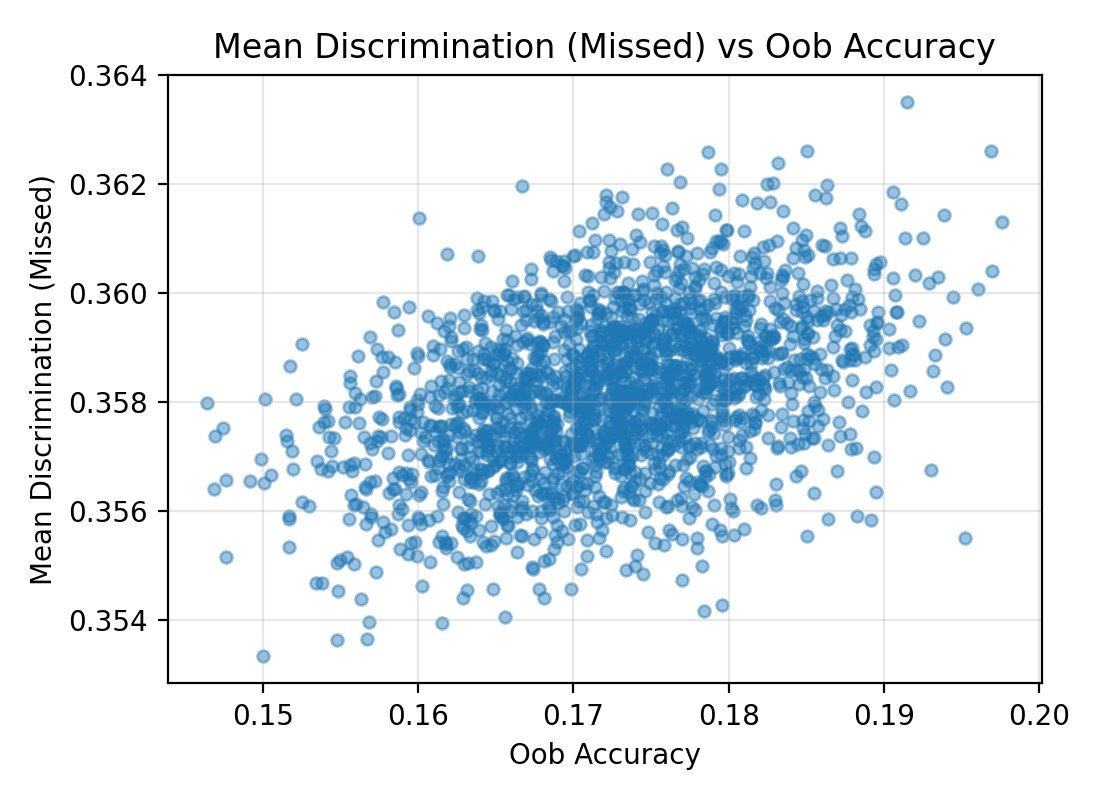 Mean Discrimination (Missed) vs Oob Accuracy
0.364
0.362
0.360
0.358
0.356
0.354
Mean Discrimination (Missed)
0.15 0.16 0.17 0.18 0.19 0.20
Oob Accuracy